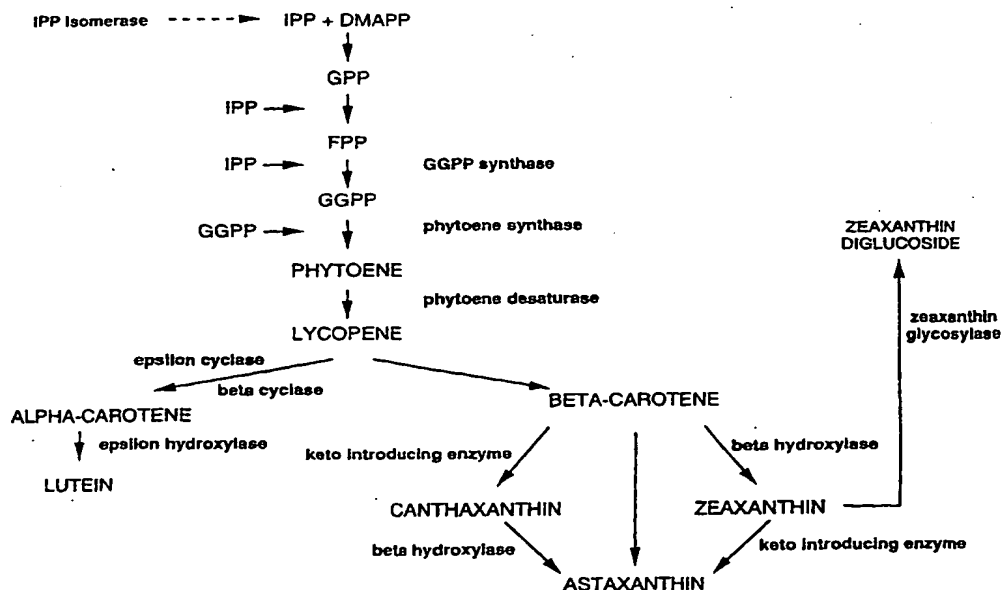 IPP Isomerase
IPP + DMAPP
GPP
IPP
FPP
IPP
GGPP synthase
GGPP
GGPP
phytoene synthase
PHYTOENE
phytoene desaturase
LYCOPENE
epsilon cyclase
beta cyclase
ALPHA-CAROTENE
epsilon hydroxylase
LUTEIN
BETA-CAROTENE
keto introducing enzyme
beta hydroxylase
CANTHAXANTHIN
ZEAXANTHIN
beta hydroxylase
keto introducing enzyme
ASTAXANTHIN
ZEAXANTHIN
DIGLUCOSIDE
zeaxanthin
glycosylase